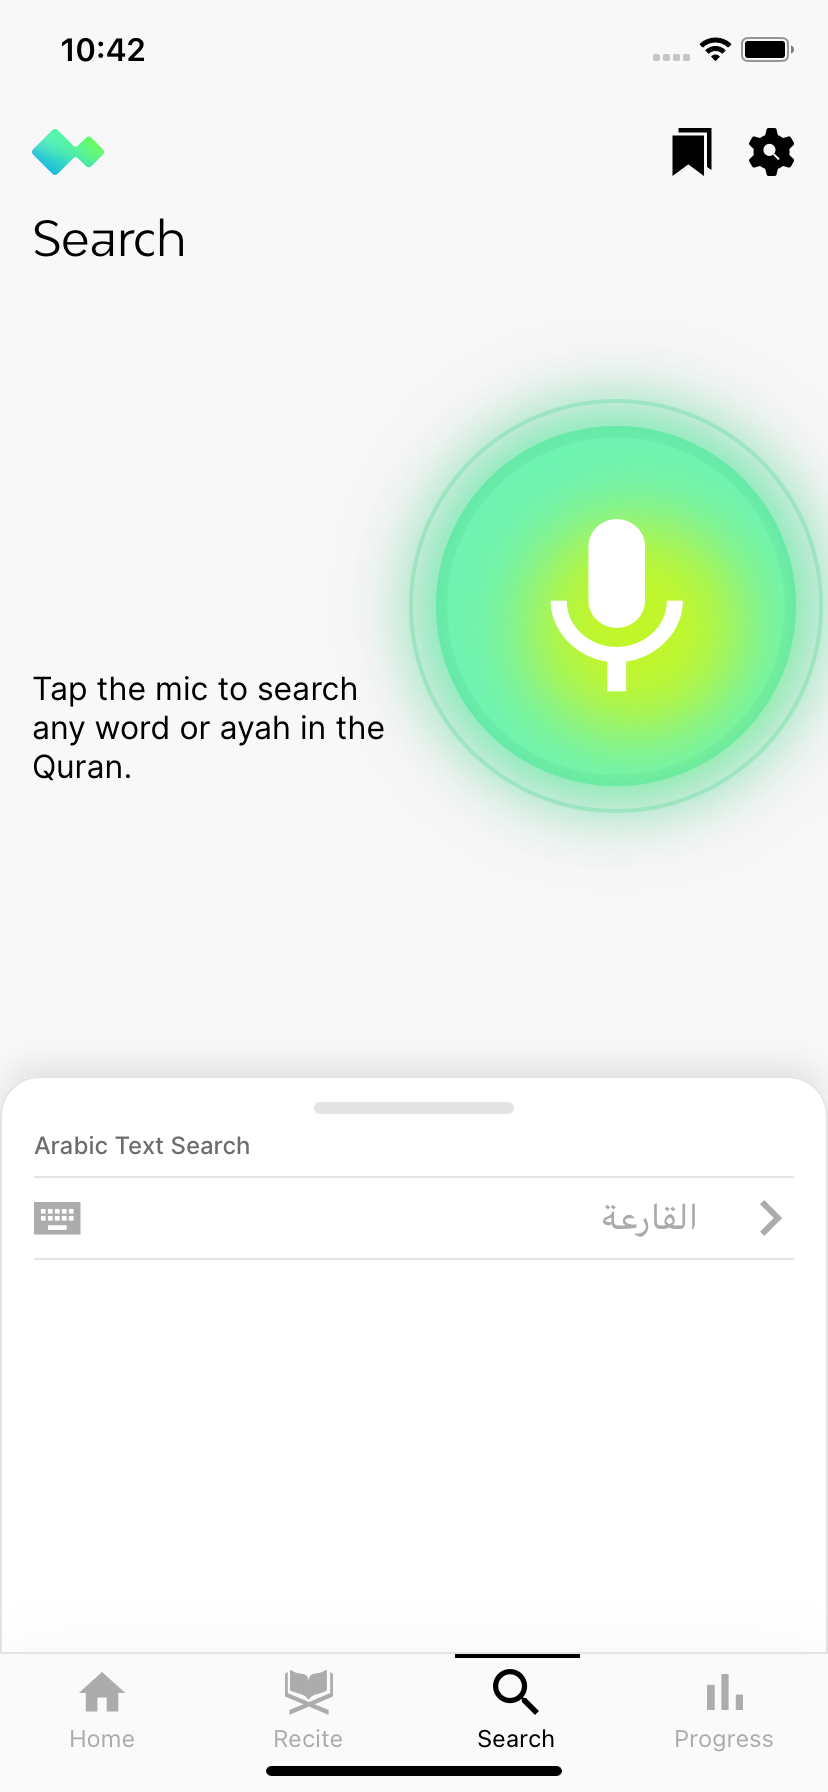 10:42
Search
Tap the mic to search
any word or ayah in the
Quran.
Arabic Text Search
القارعة
Home
Recite
Search
Progress